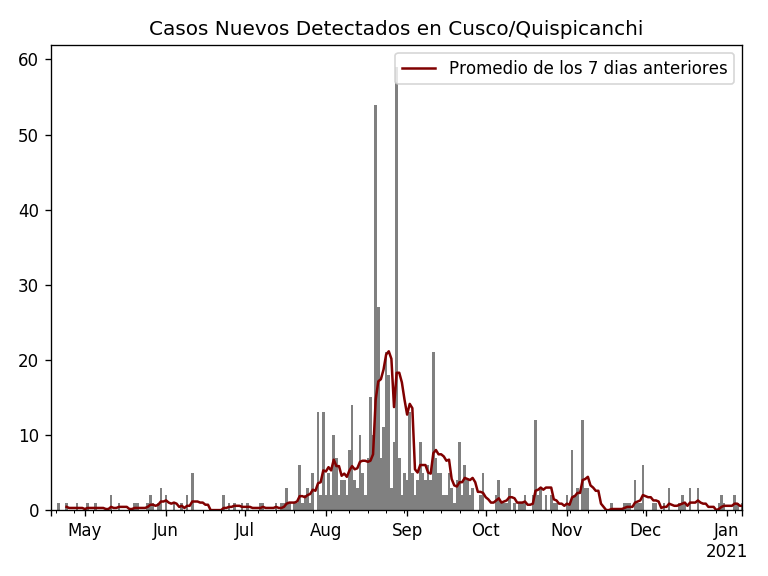 Casos Nuevos Detectados en Cusco/Quispicanchi
Promedio de los 7 dias anteriores
60
50
40
30
20
10
0
May Jun Jul Aug Sep Oct Nov Dec Jan
2021